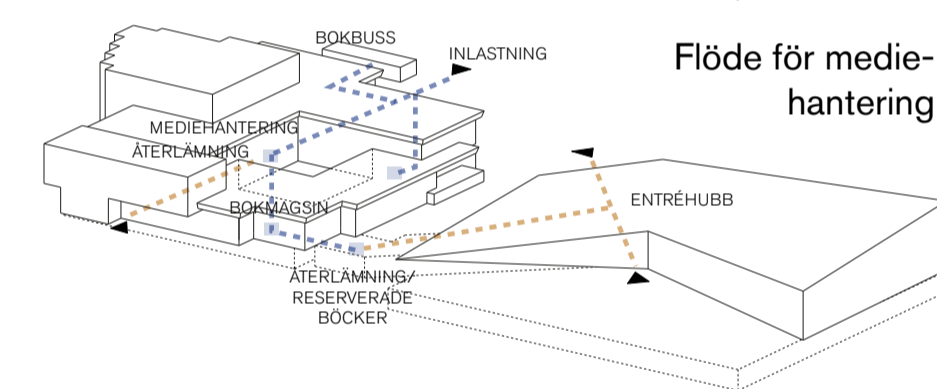 Flöde för medie-
hantering
BOKBUSS
INLASTNING
MEDIEHANTERING
ÅTERLÄMNING
BOKMAGSIN
ENTRÉHUBB
ÅTERLÄMNING/
RESERVERADE
BÖCKER